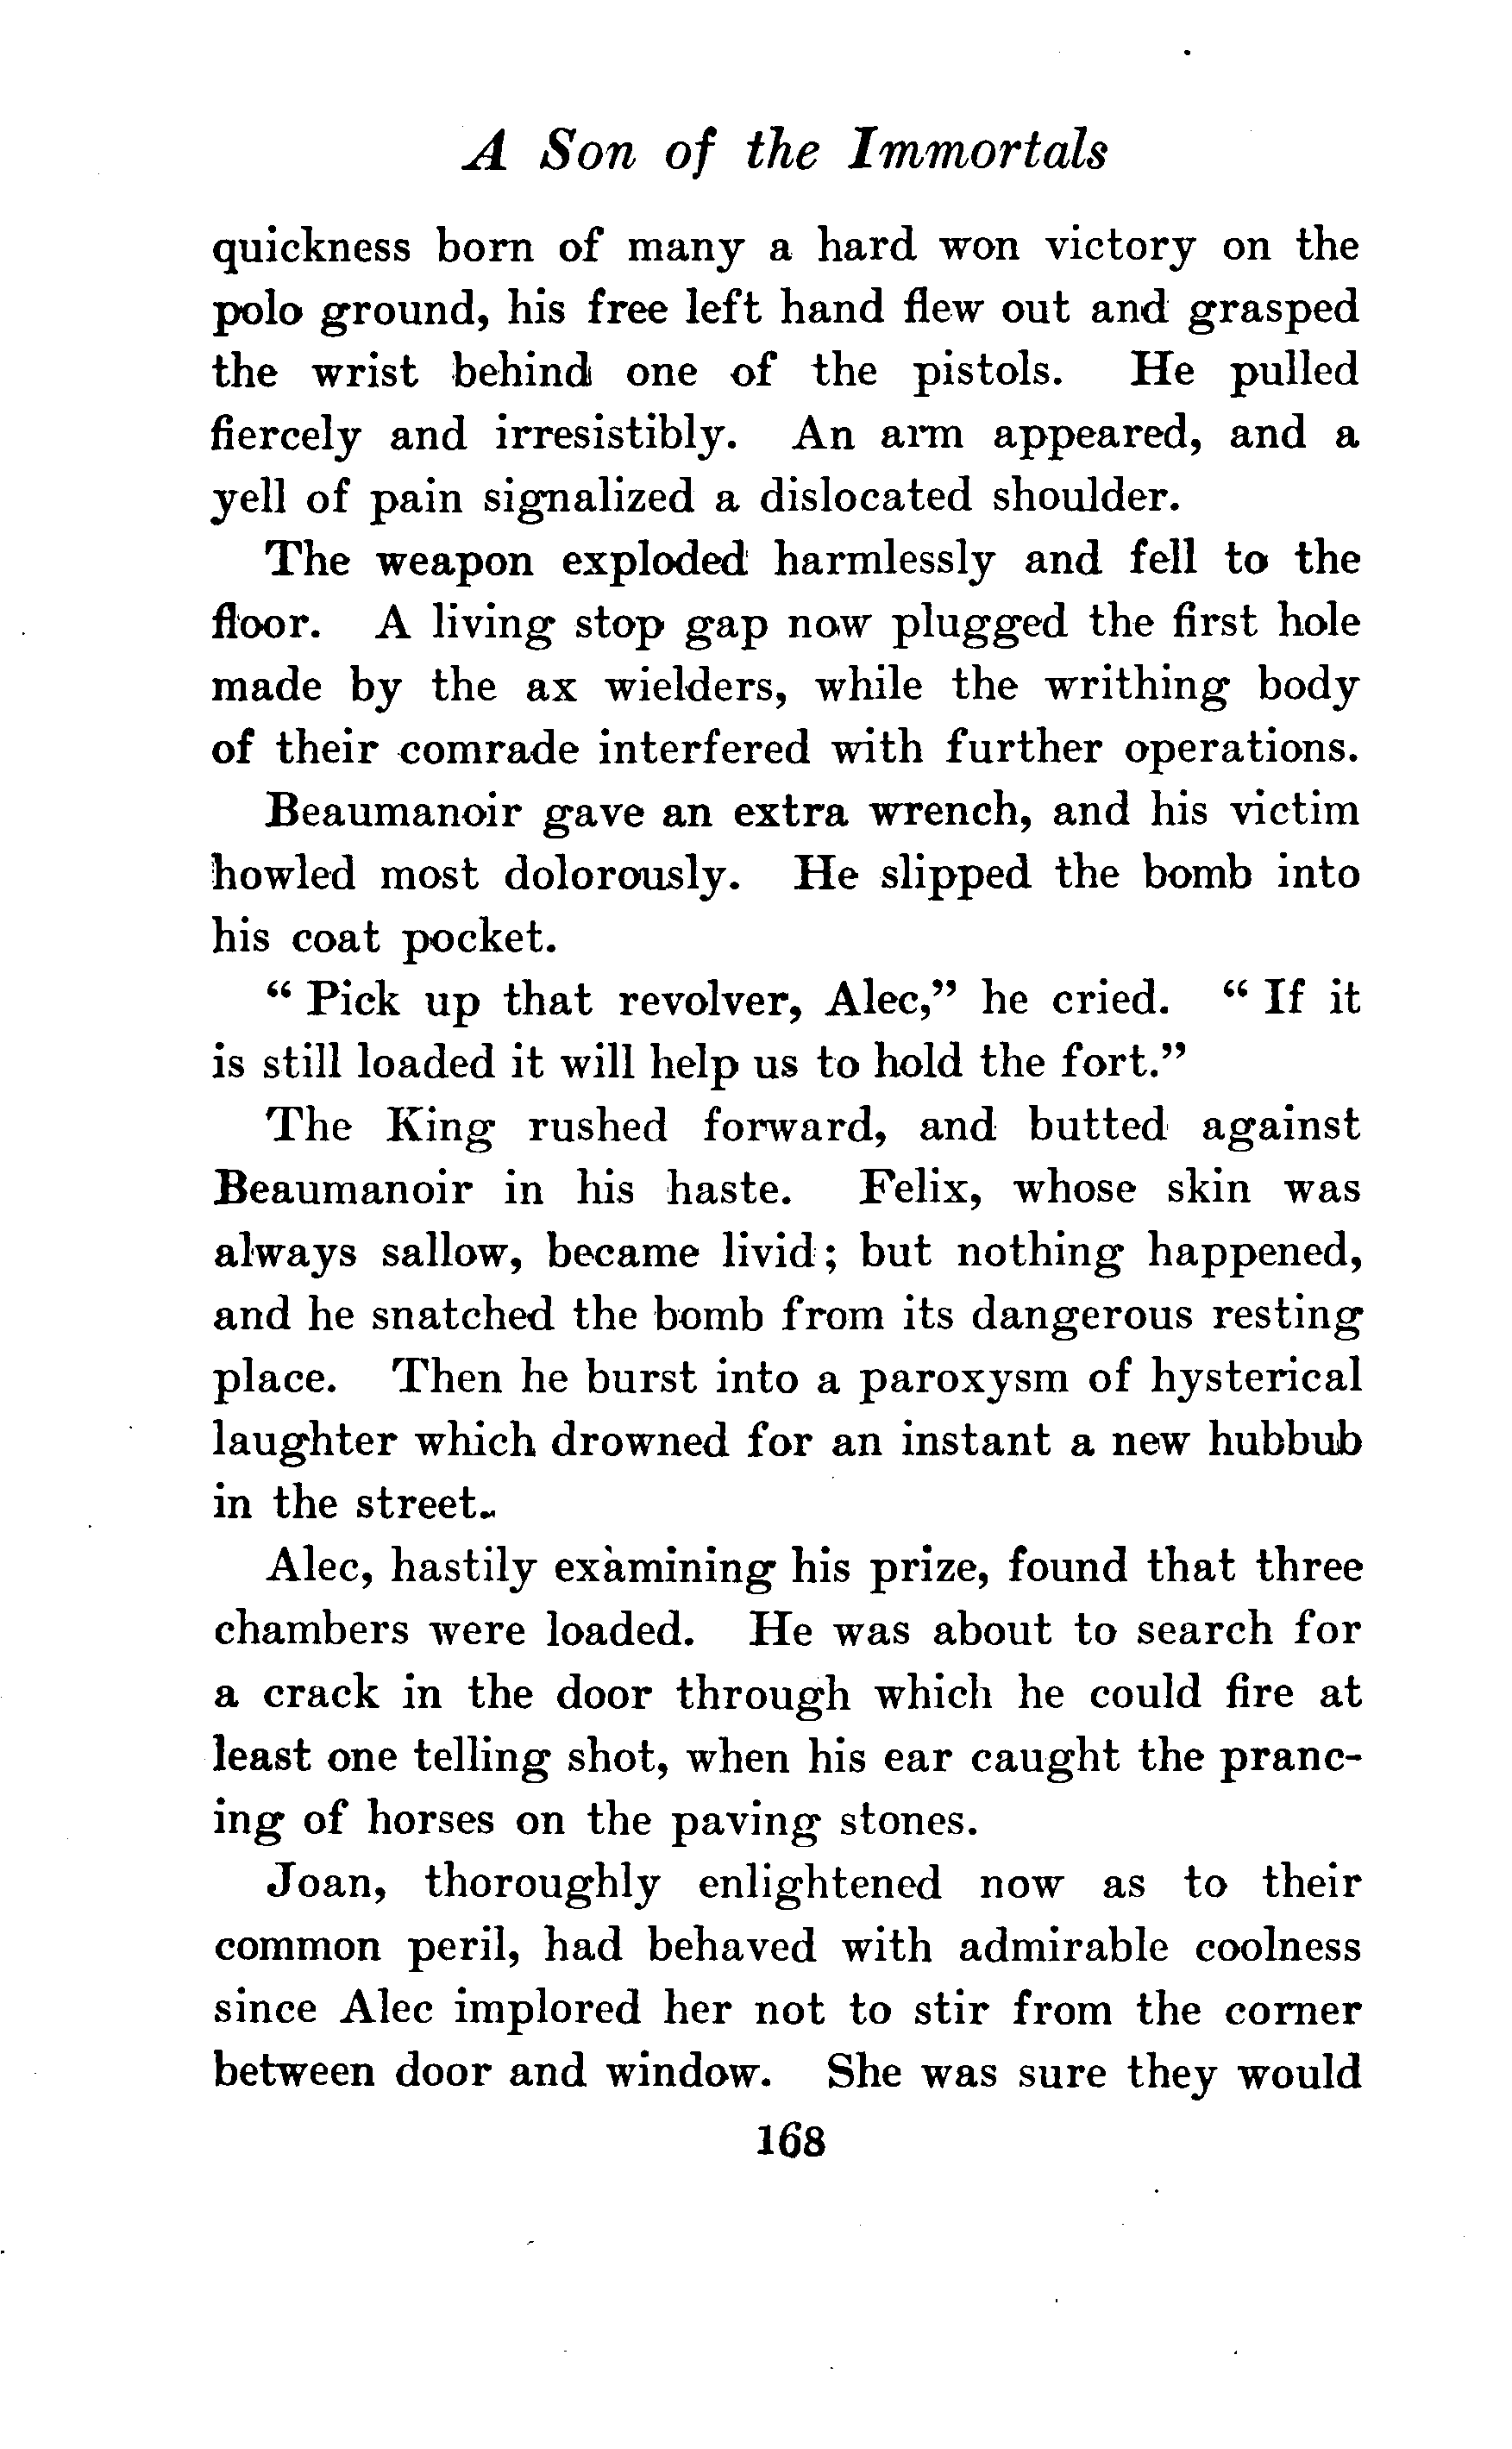 A Son of the Immortals
quickness born of many a hard won victory on the
polo ground, his free left hand flew out and grasped
the wrist behind one of the pistols. He pulled
fiercely and irresistibly. An arm appeared, and a
yell of pain signalized a dislocated shoulder.
The weapon exploded harmlessly and fell to the
floor. A living stop gap now plugged the first hole
made by the ax wielders, while the writhing body
of their comrade interfered with further operations.
Beaumanoir gave an extra wrench, and his victim
howled most dolorously. He slipped the bomb into
his coat pocket.
“ Pick up that revolver, Alec,” he cried. “ If it
is still loaded it will help us to hold the fort.”
The King rushed forward, and butted against
Beaumanoir in his haste. Felix, whose skin was
always sallow, became livid; but nothing happened,
and he snatched the bomb from its dangerous resting
place. Then he burst into a paroxysm of hysterical
laughter which drowned for an instant a new hubbub
in the street.
Alec, hastily examining his prize, found that three
chambers were loaded. He was about to search for
a crack in the door through which he could fire at
least one telling shot, when his ear caught the pranc-
ing of horses on the paving stones.
Joan, thoroughly enlightened now as to their
common peril, had behaved with admirable coolness
since Alec implored her not to stir from the corner
between door and window. She was sure they would
168